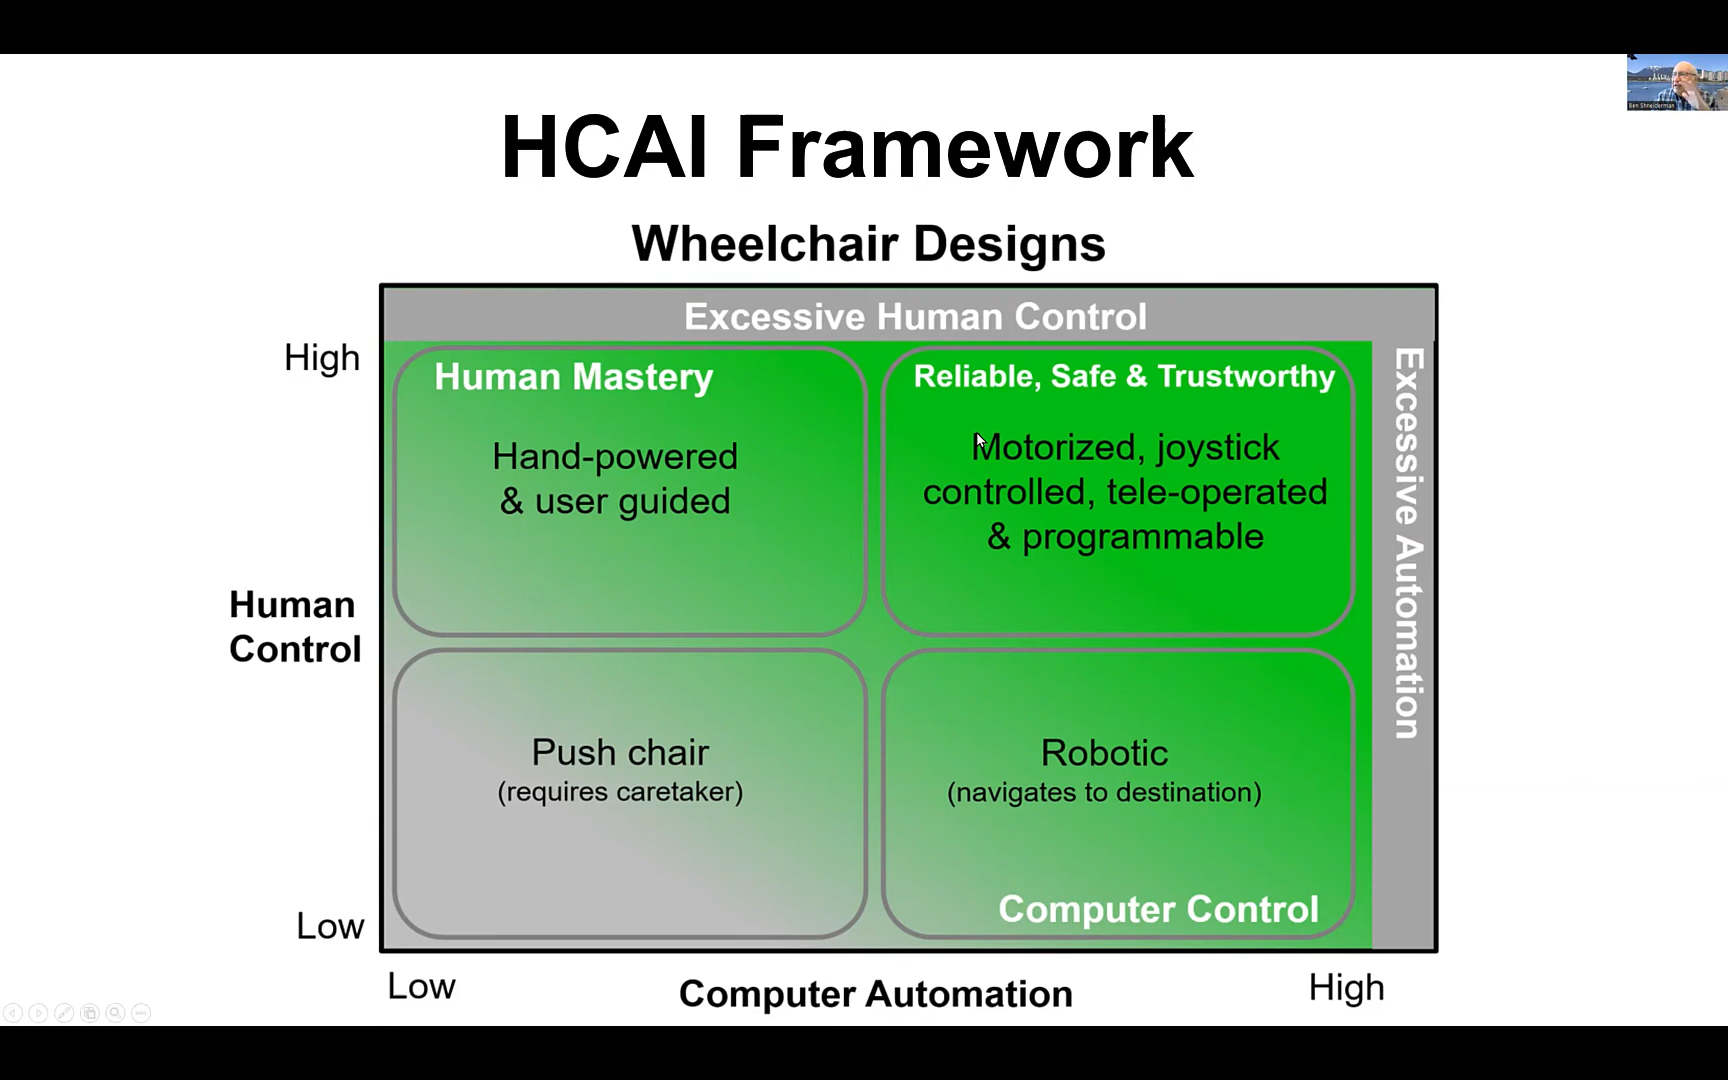 Ben Shneiderman
HCAI Framework
Wheelchair Designs
Excessive Human Control
Excessive Automation
High
Human Mastery
Hand-powered
& user guided
Reliable, Safe & Trustworthy
Motorized, joystick
controlled, tele-operated
& programmable
Human
Control
Push chair
(requires caretaker)
Robotic
(navigates to destination)
Computer Control
Low
Low
Computer Automation
High